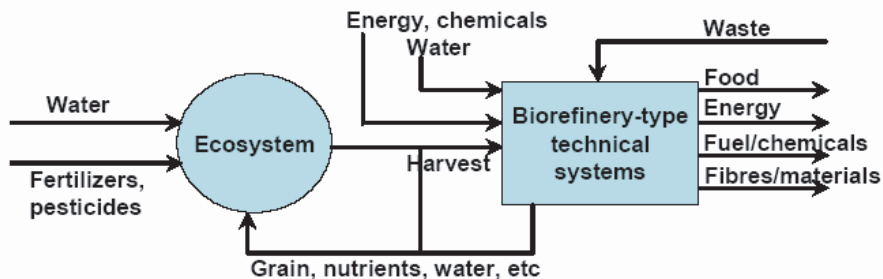 Energy, chemicals
Water
Waste
Water
Ecosystem
Fertilizers,
pesticides
Harvest
Biorefinery-type
technical
systems
Food
Energy
Fuel/chemicals
Fibres/materials
Grain, nutrients, water, etc